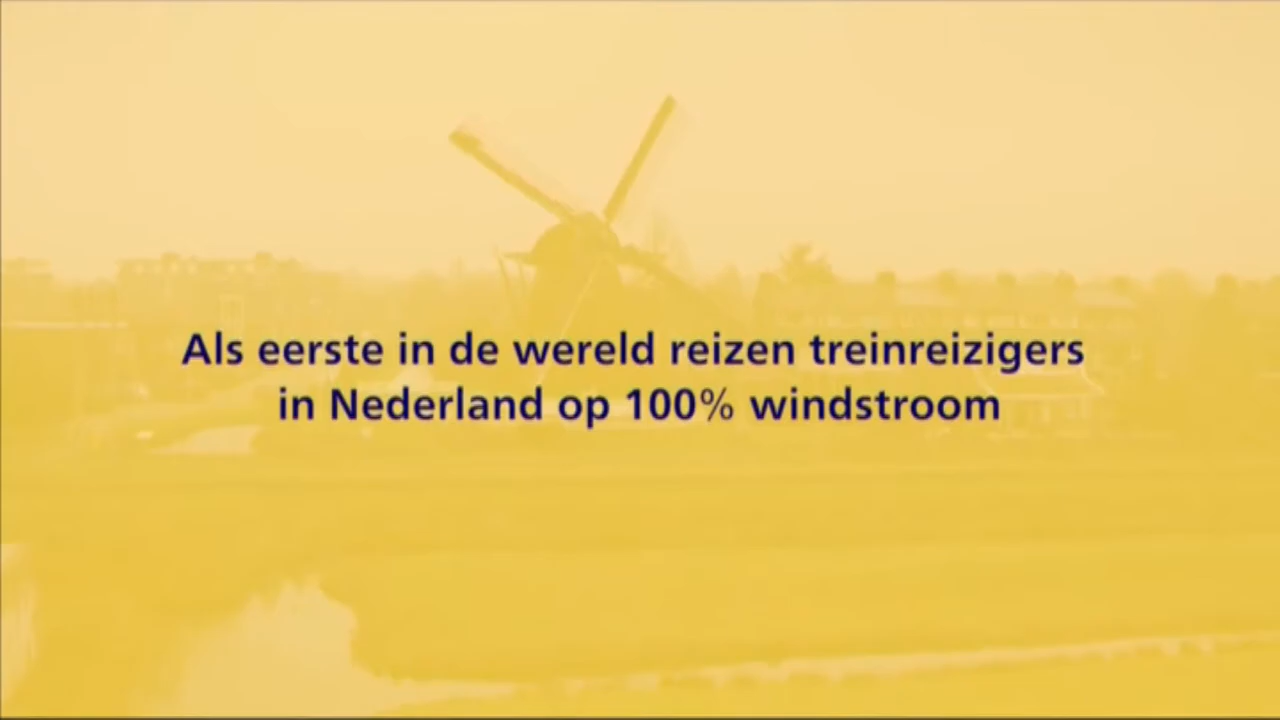 Als eerste in de wereld reizen treinreizigers
in Nederland op 100% windstroom